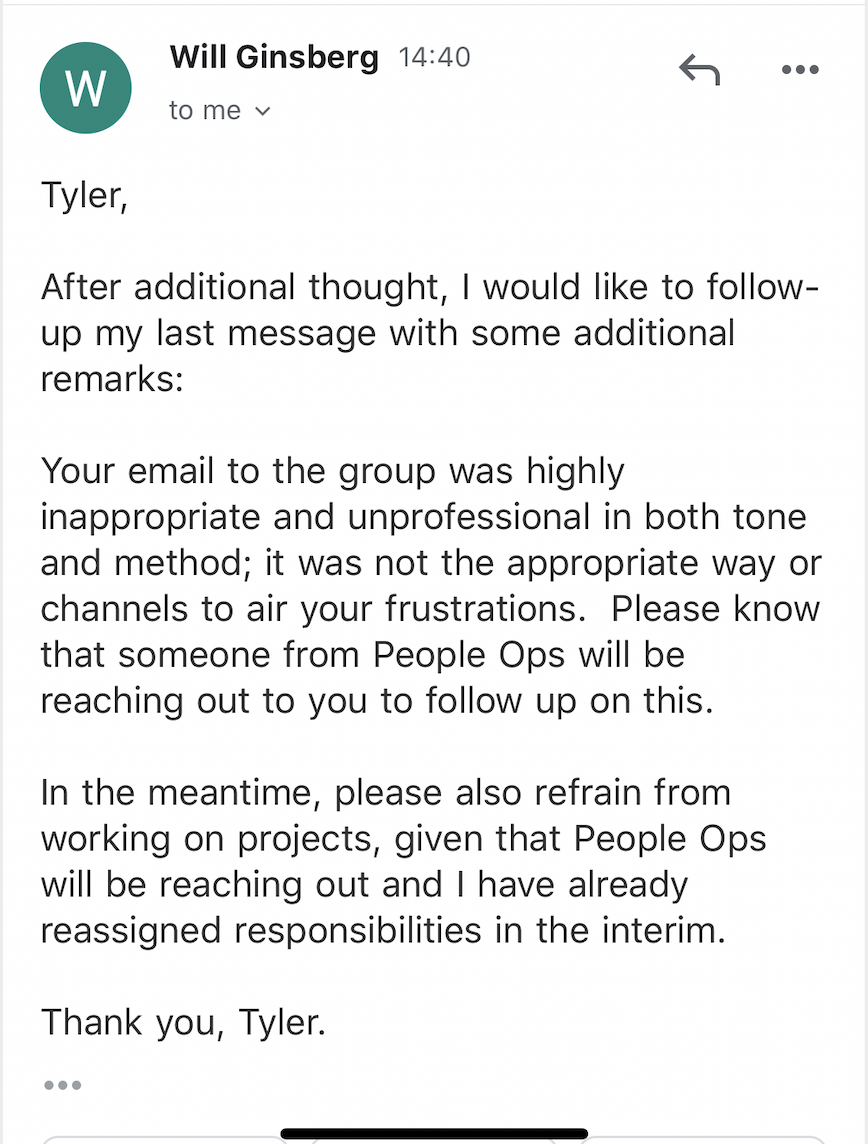 W
Will Ginsberg 14:40
to me
Tyler,
After additional thought, I would like to follow-
up my last message with some additional
remarks:
Your email to the group was highly
inappropriate and unprofessional in both tone
and method; it was not the appropriate way or
channels to air your frustrations.  Please know
that someone from People Ops will be
reaching out to you to follow up on this.
In the meantime, please also refrain from
working on projects, given that People Ops
will be reaching out and I have already
reassigned responsibilities in the interim.
Thank you, Tyler.